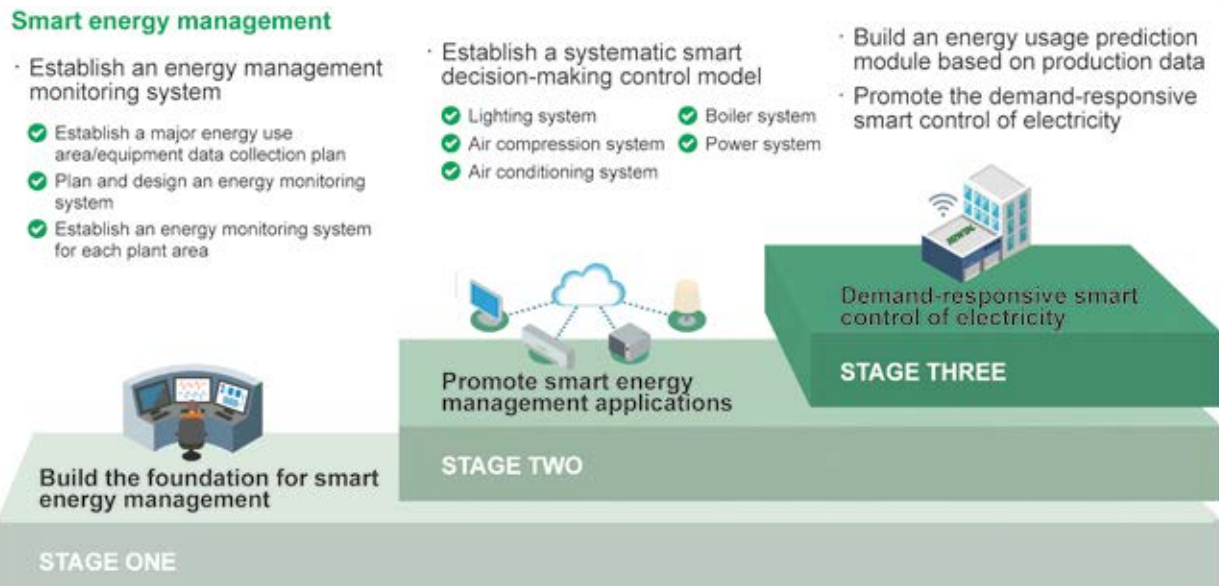 Smart energy management
· Establish an energy management
monitoring system
Establish a major energy use
area/equipment data collection plan
Plan and design an energy monitoring
system
Establish an energy monitoring system
for each plant area
Build the foundation for smart
energy management
STAGE ONE
· Establish a systematic smart
decision-making control model
Lighting system
Air compression system
Air conditioning system
Boiler system
Power system
Promote smart energy
management applications
STAGE TWO
· Build an energy usage prediction
module based on production data
· Promote the demand-responsive
smart control of electricity
Demand-responsive smart
control of electricity
STAGE THREE